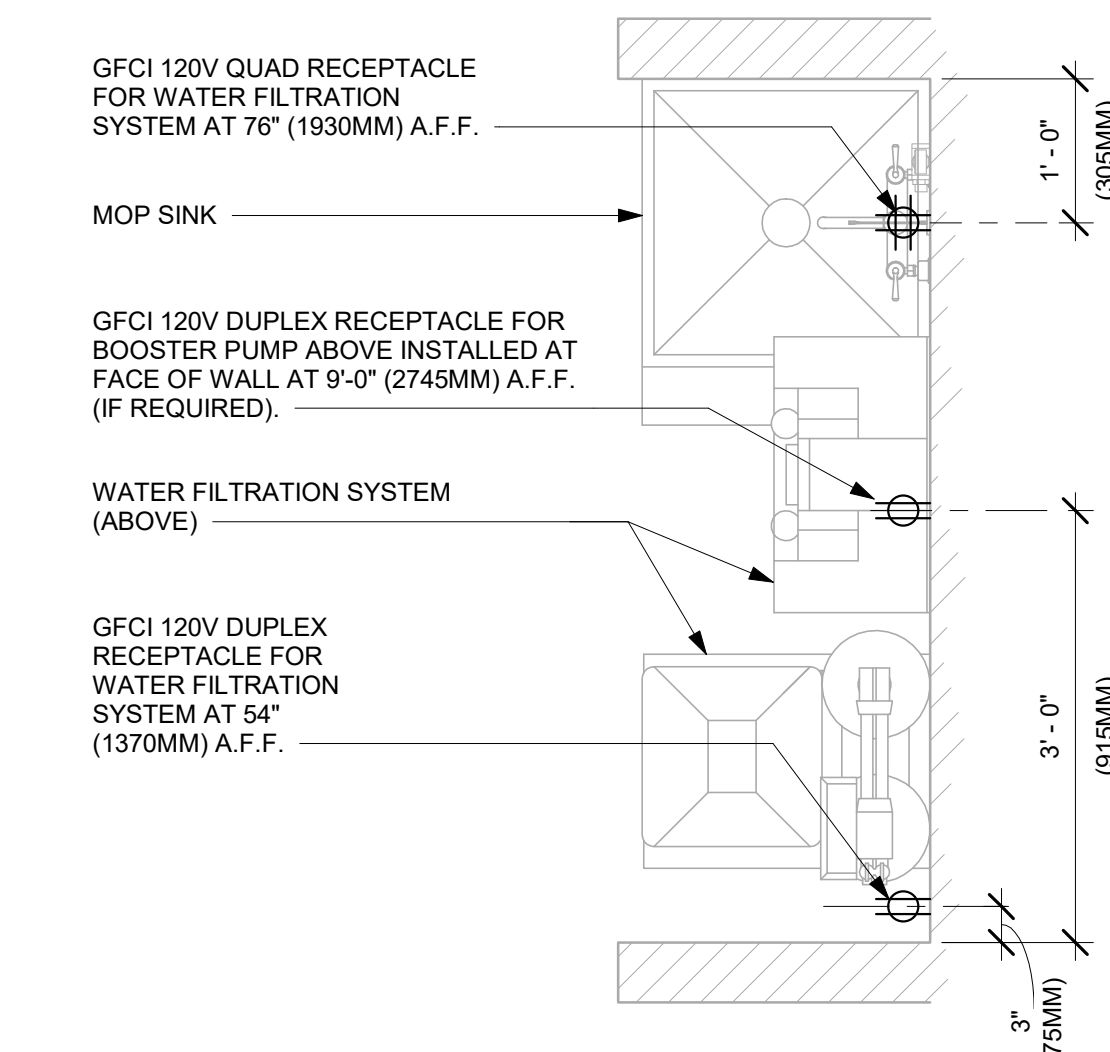 GFCI 120V QUAD RECEPTACLE
FOR WATER FILTRATION
SYSTEM AT 76" (1930MM) A.F.F.
MOP SINK
GFCI 120V DUPLEX RECEPTACLE FOR
BOOSTER PUMP ABOVE INSTALLED AT
FACE OF WALL AT 9'-0" (2745MM) A.F.F.
(IF REQUIRED).
WATER FILTRATION SYSTEM
(ABOVE)
GFCI 120V DUPLEX
RECEPTACLE FOR
WATER FILTRATION
SYSTEM AT 54"
(1370MM) A.F.F.
1' - 0"
(305MM)
3' - 0"
(915MM)
3"
75MM)